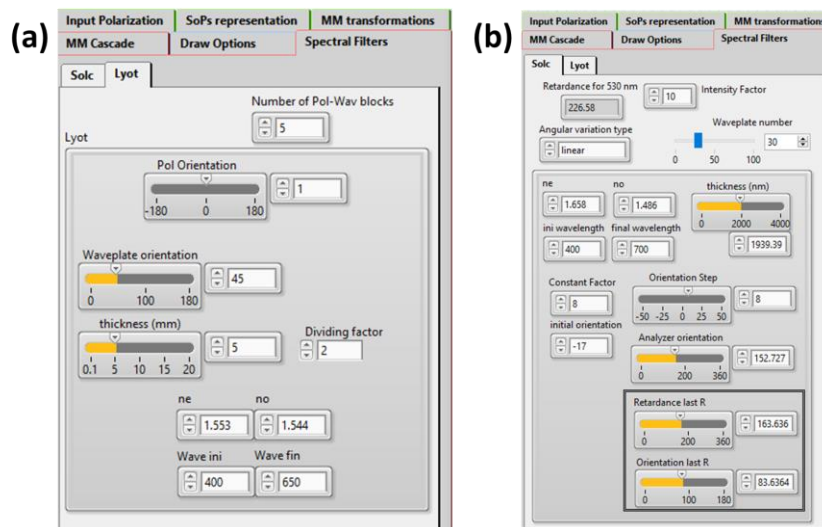 (a)
Input Polarization SoPs representation MM transformations
MM Cascade Draw Options Spectral Filters
Solc Lyot
Number of Pol-Wav blocks
5
Lyot
Pol Orientation
1
-180 0 180
Waveplate orientation
45
0 100 180
thickness (mm)
5
Dividing factor
2
0.1 5 10 15 20
ne no
1.553 1.544
Wave ini Wave fin
400 650
(b)
Input Polarization SoPs representation MM transformations
MM Cascade Draw Options Spectral Filters
Solc Lyot
Retardance for 530 nm
226.58
10
Intensity Factor
Angular variation type
linear
Waveplate number
30
0 50 100
ne no thickness (nm)
1.658 1.486
0 2000 4000
1939.39
ini wavelength final wavelength
400 700
Constant Factor
8
Orientation Step
8
-50 -25 0 25 50
initial orientation
-17
Analyzer orientation
152.727
0 200 360
Retardance last R
163.636
0 200 360
Orientation last R
83.6364
0 100 180